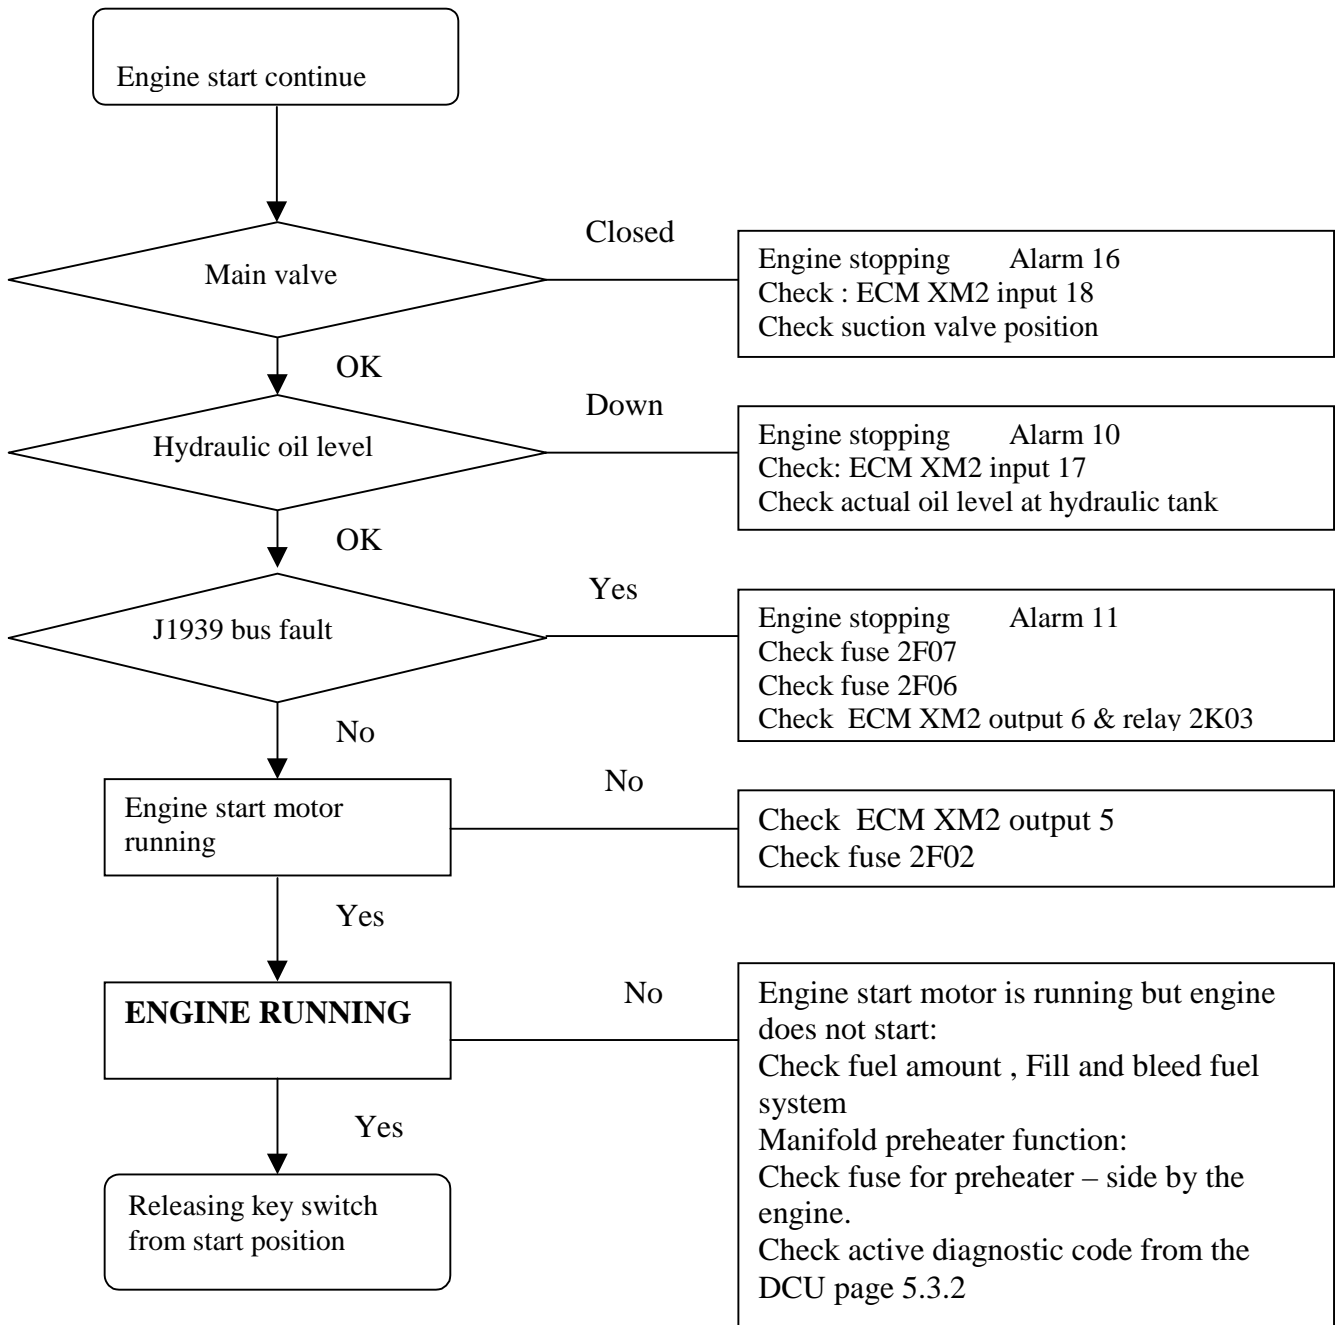 Engine start continue
Main valve
Closed
Engine stopping Alarm 16
Check : ECM XM2 input 18
Check suction valve position
OK
Hydraulic oil level
Down
Engine stopping Alarm 10
Check: ECM XM2 input 17
Check actual oil level at hydraulic tank
OK
J1939 bus fault
Yes
Engine stopping Alarm 11
Check fuse 2F07
Check fuse 2F06
Check ECM XM2 output 6 & relay 2K03
No
Engine start motor
running
No
Check ECM XM2 output 5
Check fuse 2F02
Yes
ENGINE RUNNING
No
Engine start motor is running but engine
does not start:
Check fuel amount , Fill and bleed fuel
system
Manifold preheater function:
Check fuse for preheater – side by the
engine.
Check active diagnostic code from the
DCU page 5.3.2
Yes
Releasing key switch
from start position